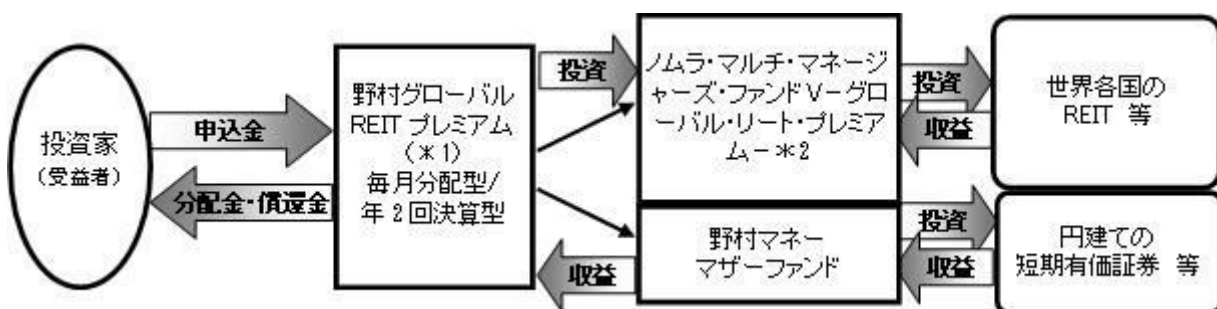 投資家
（受益者）
申込金
分配金・償還金
野村グローバル
REIT プレミアム
（＊1）
毎月分配型/
年2回決算型
投資
収益
ノムラ・マルチ・マネージ
ャーズ・ファンドⅤ－グロ
ーバル・リート・プレミア
ム－＊2
野村マネー
マザーファンド
投資
収益
投資
収益
世界各国の
REIT 等
円建ての
短期有価証券 等